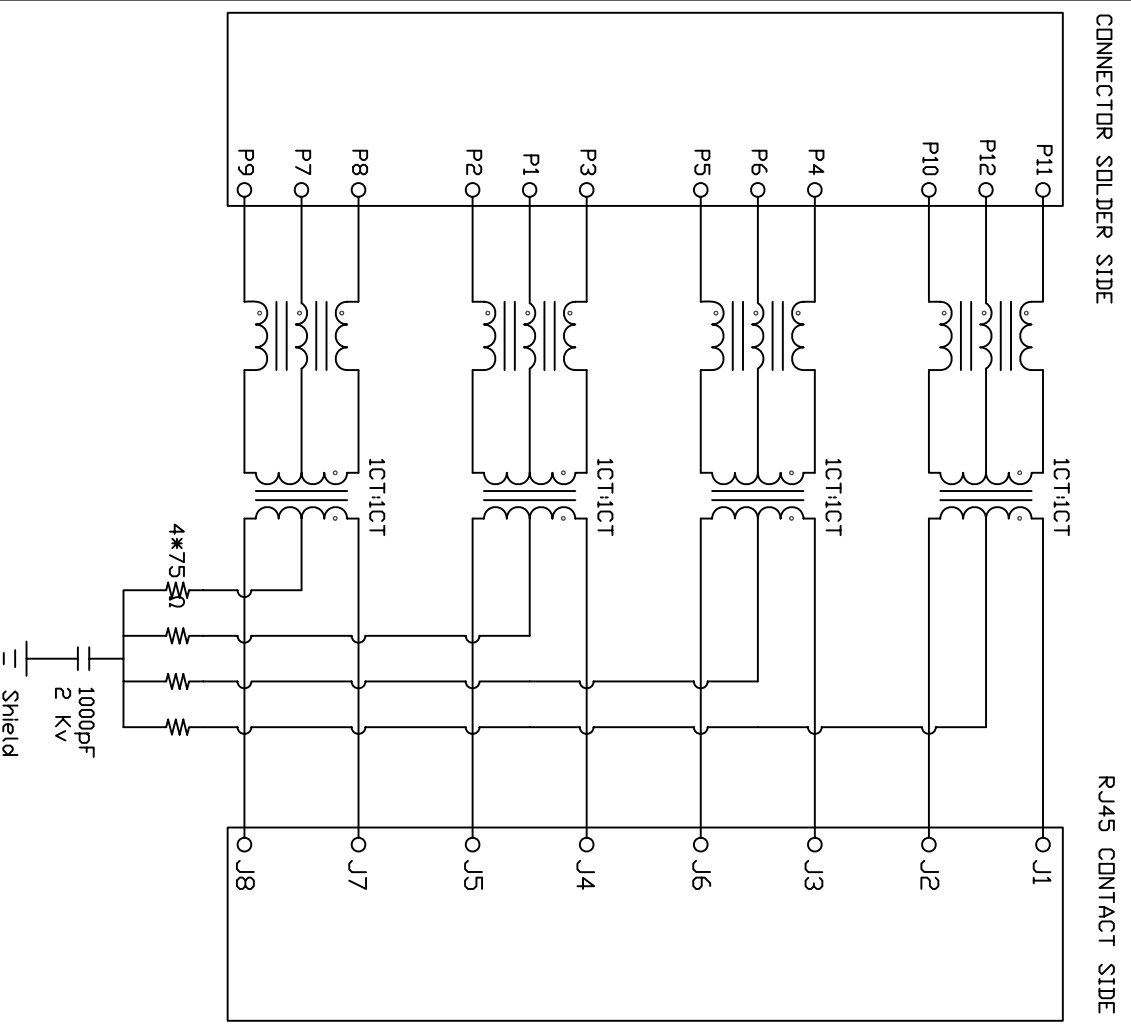 CONNECTOR SOLDER SIDE
P11
P12
P10
P4
P6
P5
P3
P1
P2
P8
P7
P9
1CT:1CT
1CT:1CT
1CT:1CT
1CT:1CT
4*75Ω
1000pF
2 Kv
Shield
RJ45 CONTACT SIDE
J1
J2
J3
J6
J4
J5
J7
J8